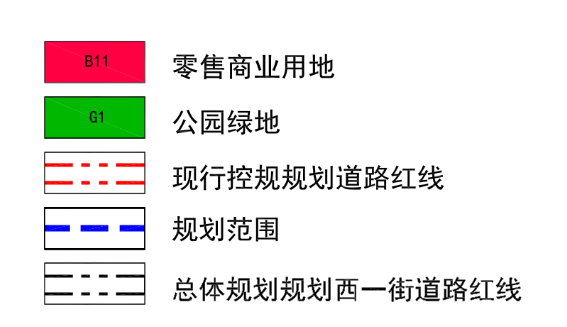 B11 零售商业用地
G1 公园绿地
现行控规规划道路红线
规划范围
总体规划规划西一街道路红线